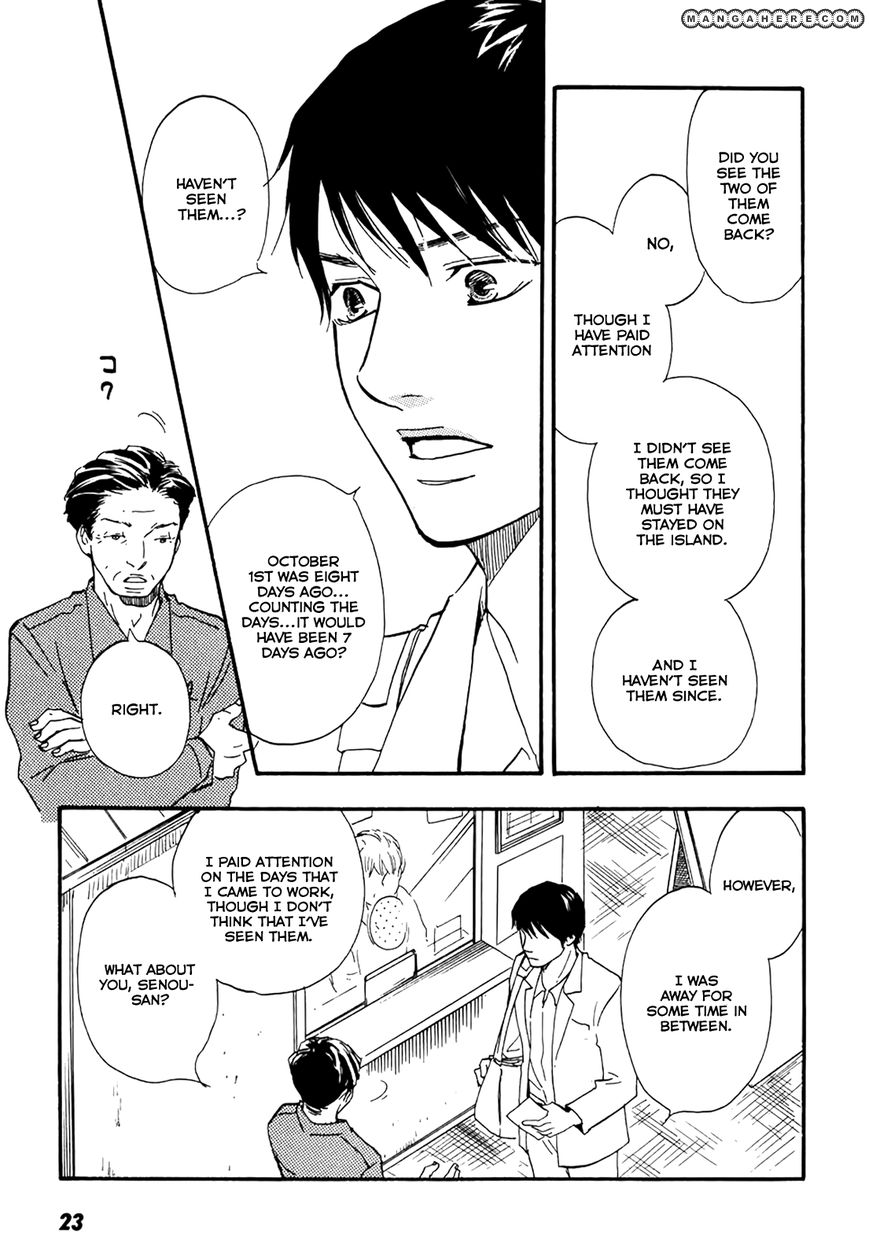 MANGAHERE.COM
DID YOU
SEE THE
TWO OF
THEM
COME
BACK?
NO,
THOUGH I
HAVE PAID
ATTENTION
I DIDN'T SEE
THEM COME
BACK, SO I
THOUGHT THEY
MUST HAVE
STAYED ON
THE ISLAND.
AND I
HAVEN'T SEEN
THEM SINCE.
HAVEN'T
SEEN
THEM...?
OCTOBER
1ST WAS EIGHT
DAYS AGO...
COUNTING THE
DAYS...IT WOULD
HAVE BEEN 7
DAYS AGO?
コク
RIGHT.
HOWEVER,
I WAS
AWAY FOR
SOME TIME IN
BETWEEN.
I PAID ATTENTION
ON THE DAYS THAT
I CAME TO WORK,
THOUGH I DON'T
THINK THAT I'VE
SEEN THEM.
WHAT ABOUT
YOU, SENOU-
SAN?
23